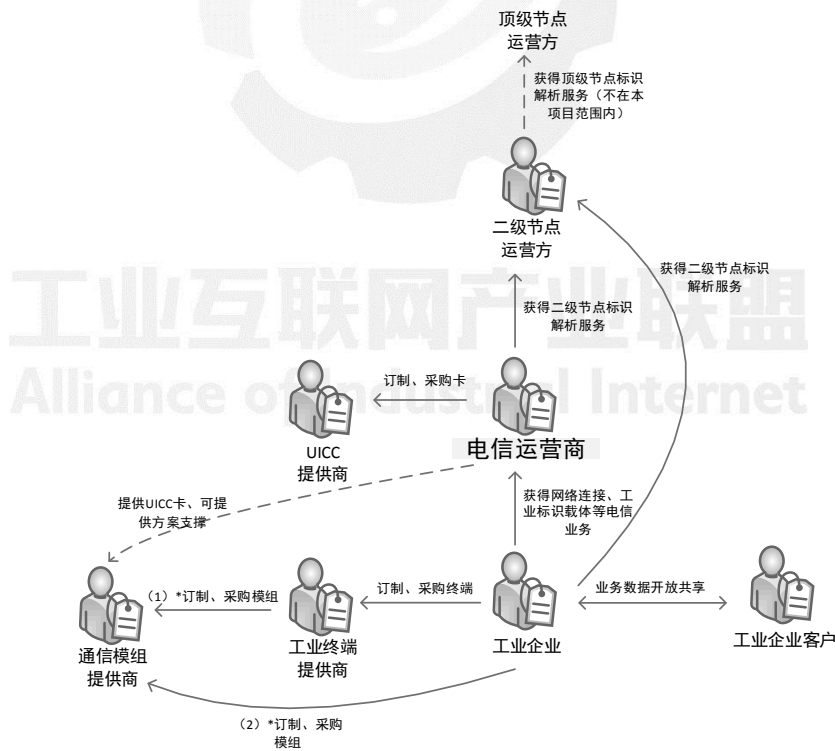 顶级节点
运营方
获得顶级节点标识
解析服务（不在本
项目范围内）
二级节点
运营方
获得二级节点标识
解析服务
获得二级节点标识
解析服务
工业互联网产业联盟
Alliance of Industrial Internet
订制、采购卡
UICC
提供商
电信运营商
提供UICC卡、可提
供方案支撑
获得网络连接、工
业标识载体等电信
业务
（1）*订制、采购模组
订制、采购终端
业务数据开放共享
通信模组
提供商
工业终端
提供商
工业企业
工业企业客户
（2）*订制、采购
模组